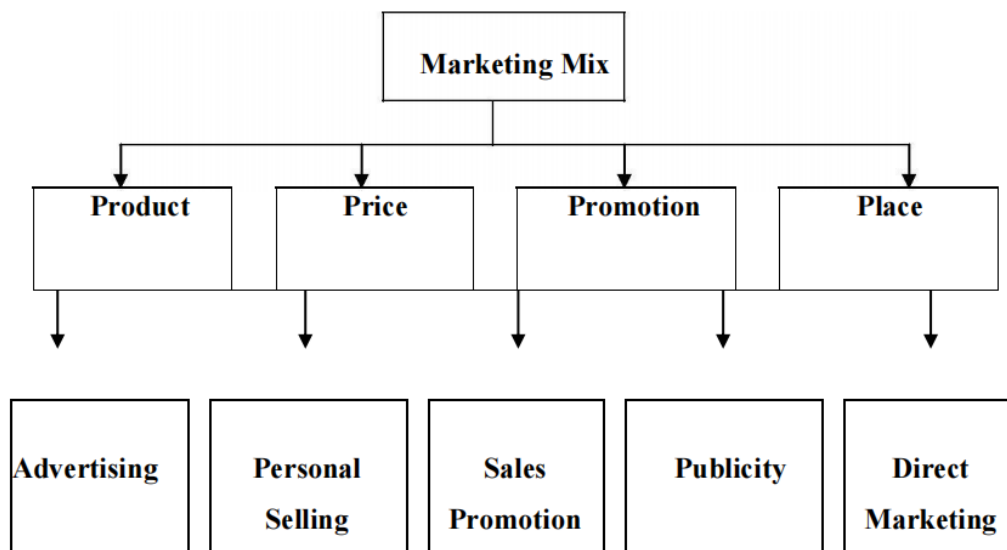 Marketing Mix
Product
Price
Promotion
Place
Advertising
Personal
Selling
Sales
Promotion
Publicity
Direct
Marketing